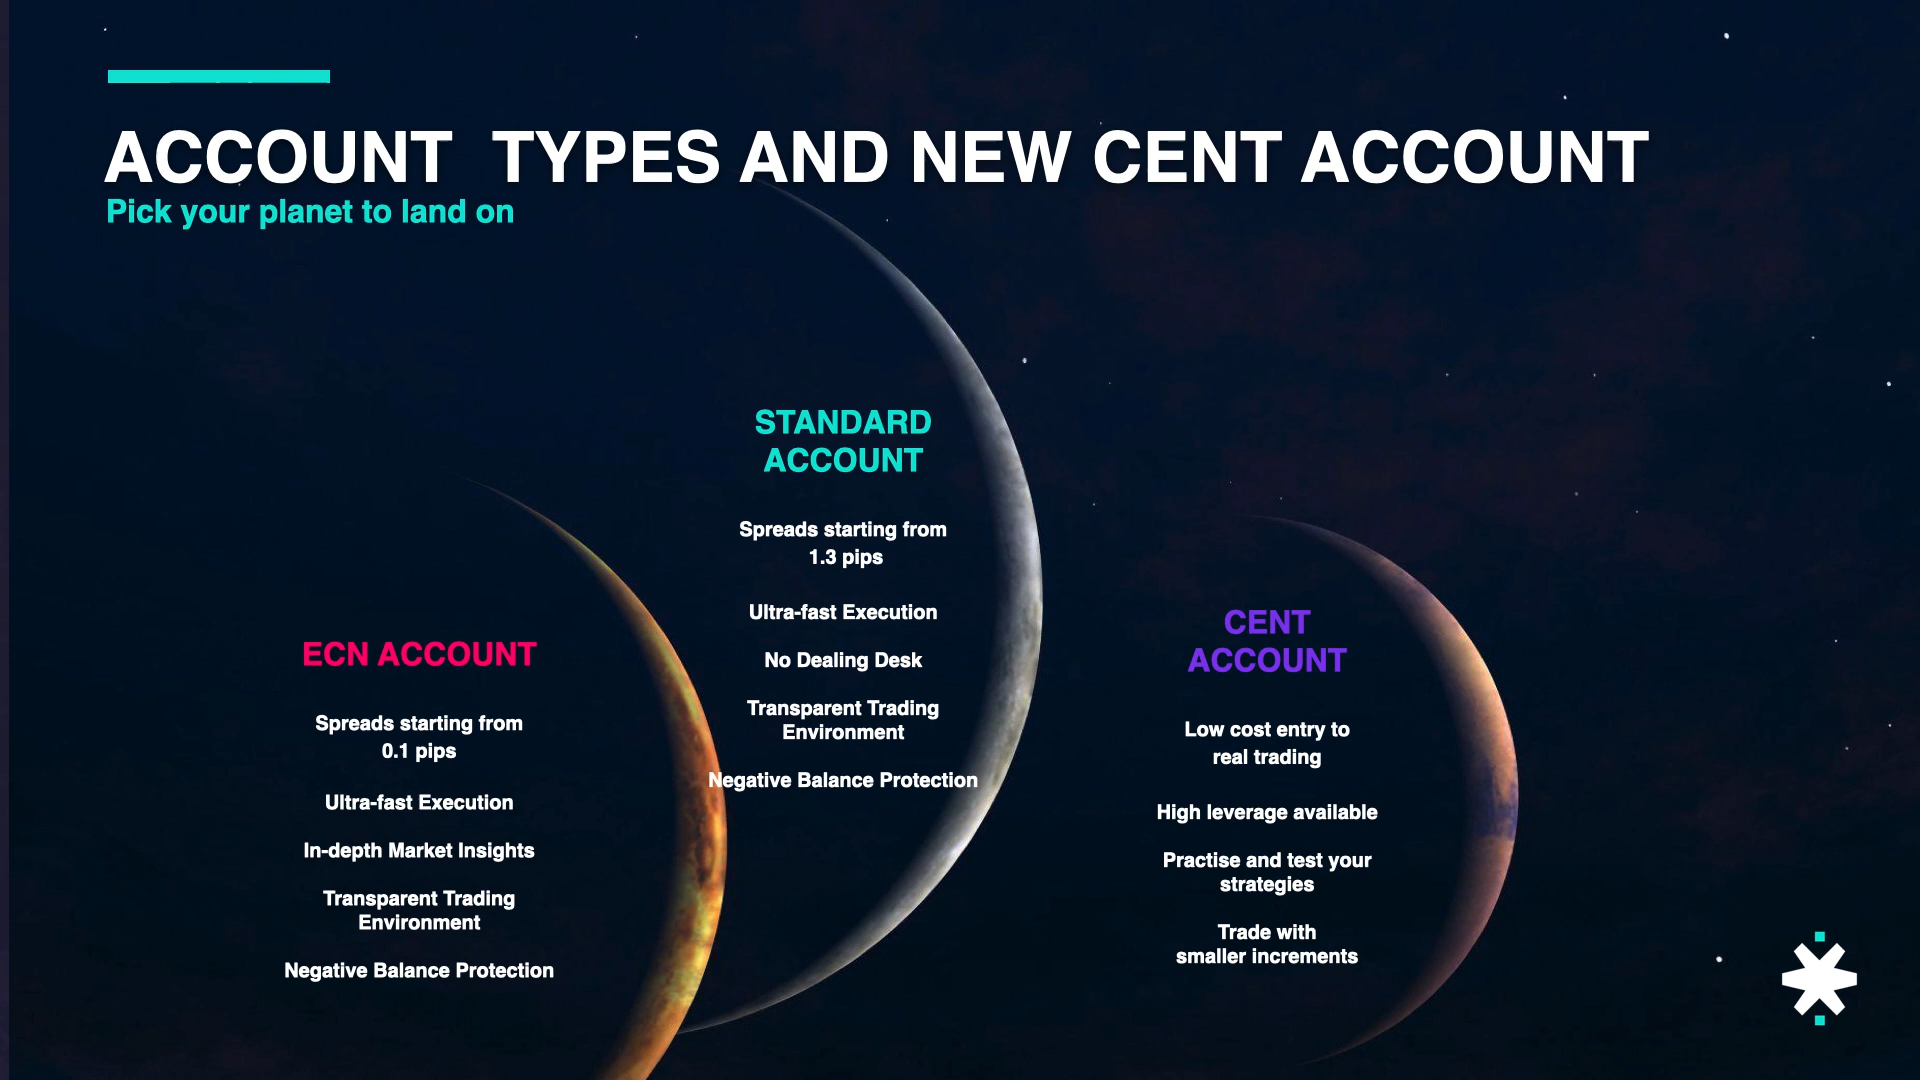 ACCOUNT  TYPES AND NEW CENT ACCOUNT
Pick your planet to land on
ECN ACCOUNT
Spreads starting from
0.1 pips
Ultra-fast Execution
In-depth Market Insights
Transparent Trading
Environment
Negative Balance Protection
STANDARD
ACCOUNT
Spreads starting from
1.3 pips
Ultra-fast Execution
No Dealing Desk
Transparent Trading
Environment
Negative Balance Protection
CENT
ACCOUNT
Low cost entry to
real trading
High leverage available
Practise and test your
strategies
Trade with
smaller increments